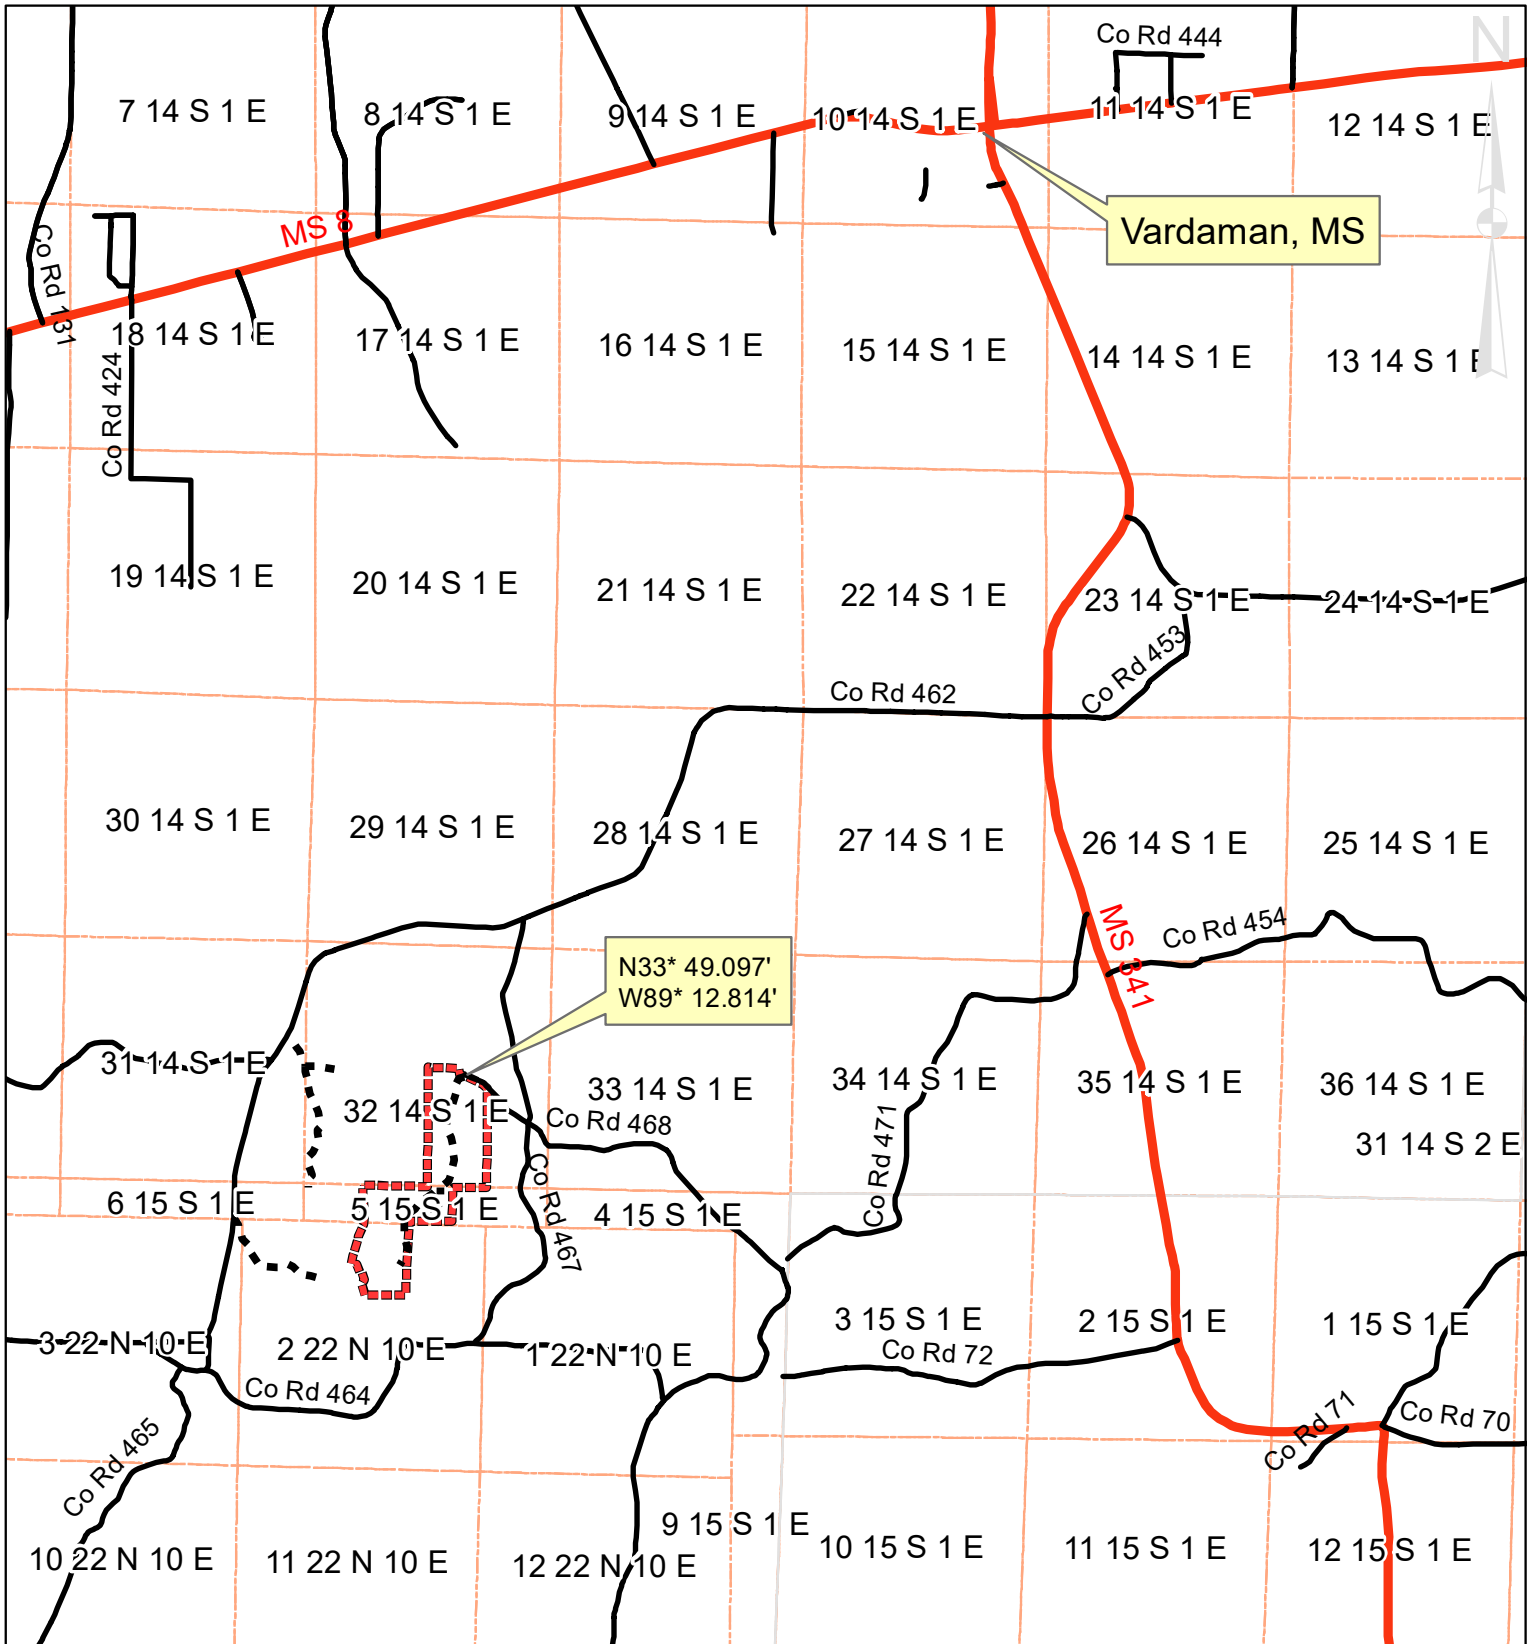 Co Rd 444
N
7 14 S 1 E
8 14 S 1 E
9 14 S 1 E
10 14 S 1 E
11 14 S 1 E
12 14 S 1 E
Vardaman, MS
MS 8
Co Rd 131
18 14 S 1 E
17 14 S 1 E
16 14 S 1 E
15 14 S 1 E
14 14 S 1 E
13 14 S 1 E
Co Rd 424
19 14 S 1 E
20 14 S 1 E
21 14 S 1 E
22 14 S 1 E
23 14 S 1 E
24 14 S 1 E
Co Rd 453
Co Rd 462
30 14 S 1 E
29 14 S 1 E
28 14 S 1 E
27 14 S 1 E
26 14 S 1 E
25 14 S 1 E
MS 341
Co Rd 454
N33* 49.097'
W89* 12.814'
31 14 S 1 E
32 14 S 1 E
33 14 S 1 E
34 14 S 1 E
35 14 S 1 E
36 14 S 1 E
Co Rd 468
Co Rd 471
31 14 S 2 E
Co Rd 467
6 15 S 1 E
5 15 S 1 E
4 15 S 1 E
3 15 S 1 E
2 15 S 1 E
1 15 S 1 E
3 22 N 10 E
2 22 N 10 E
1 22 N 10 E
Co Rd 72
Co Rd 464
Co Rd 71
Co Rd 70
Co Rd 465
9 15 S 1 E
10 15 S 1 E
11 15 S 1 E
12 15 S 1 E
10 22 N 10 E
11 22 N 10 E
12 22 N 10 E